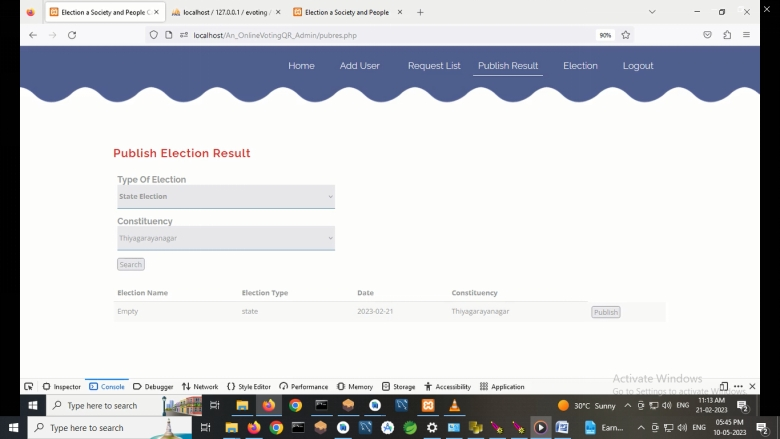 Election a Society and People C
localhost / 127.0.0.1 / evoting
Election a Society and People
localhost/An_OnlineVotingQR_Admin/pubres.php
90%
Home Add User Request List Publish Result Election Logout
Publish Election Result
Type Of Election
State Election
Constituency
Thiyagarayanagar
Search
Election Name Election Type Date Constituency
Empty state 2023-02-21 Thiyagarayanagar Publish
Activate Windows
Go to Settings to activate Windows.
Inspector Console Debugger Network Style Editor Performance Memory Storage Accessibility Application
Type here to search
30°C Sunny ENG 11:13 AM
21-02-2023
Type here to search
Earn... ENG 05:45 PM
10-05-2023